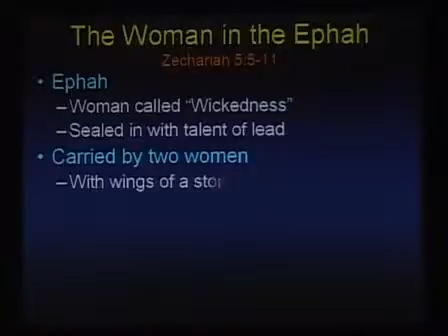 The Woman in the Ephah
Zechariah 5:5-11
• Ephah
– Woman called “Wickedness”
– Sealed in with talent of lead
• Carried by two women
– With wings of a stor